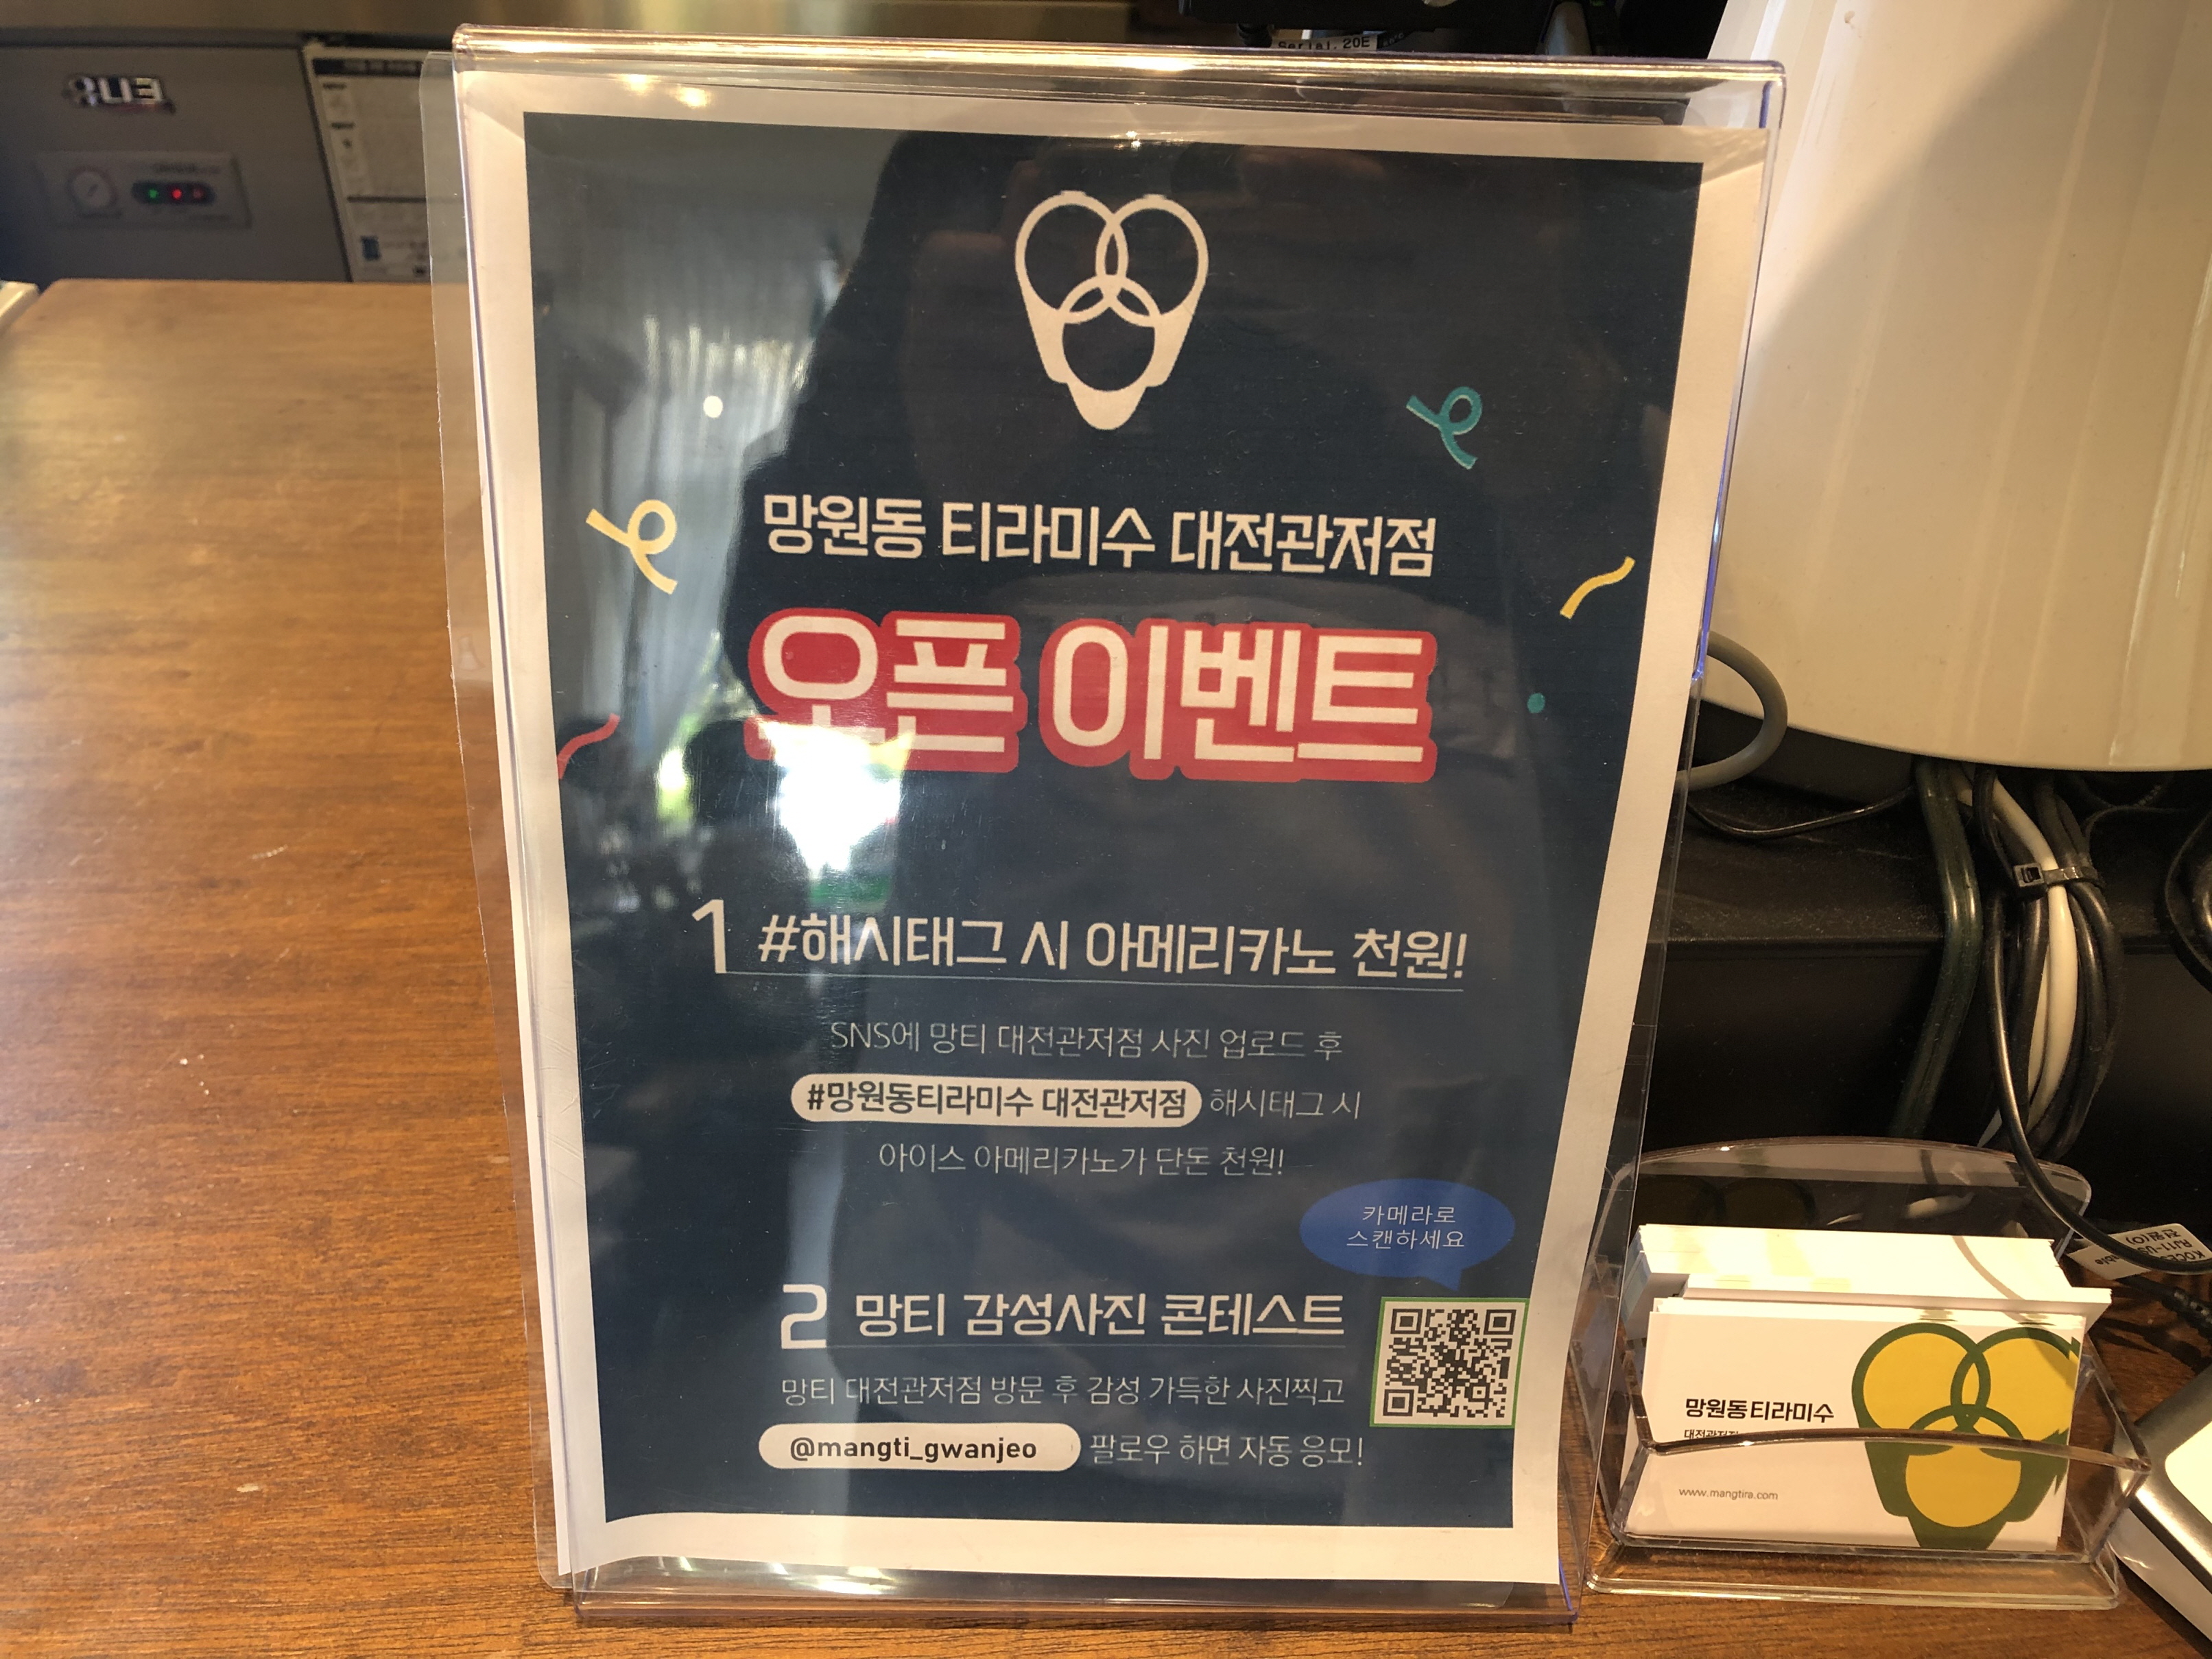 Serial. 20E
망원동 티라미수 대전관저점
오픈 이벤트
1 #해시태그 시 아메리카노 천원!
SNS에 망티 대전관저점 사진 업로드 후
#망원동티라미수 대전관저점 해시태그 시
아이스 아메리카노가 단돈 천원!
카메라로
스캔하세요
2 망티 감성사진 콘테스트
망티 대전관저점 방문 후 감성 가득한 사진찍고
@mangti_gwanjeo 팔로우 하면 자동 응모!
망원동티라미수
대전관저점
www.mangtira.com